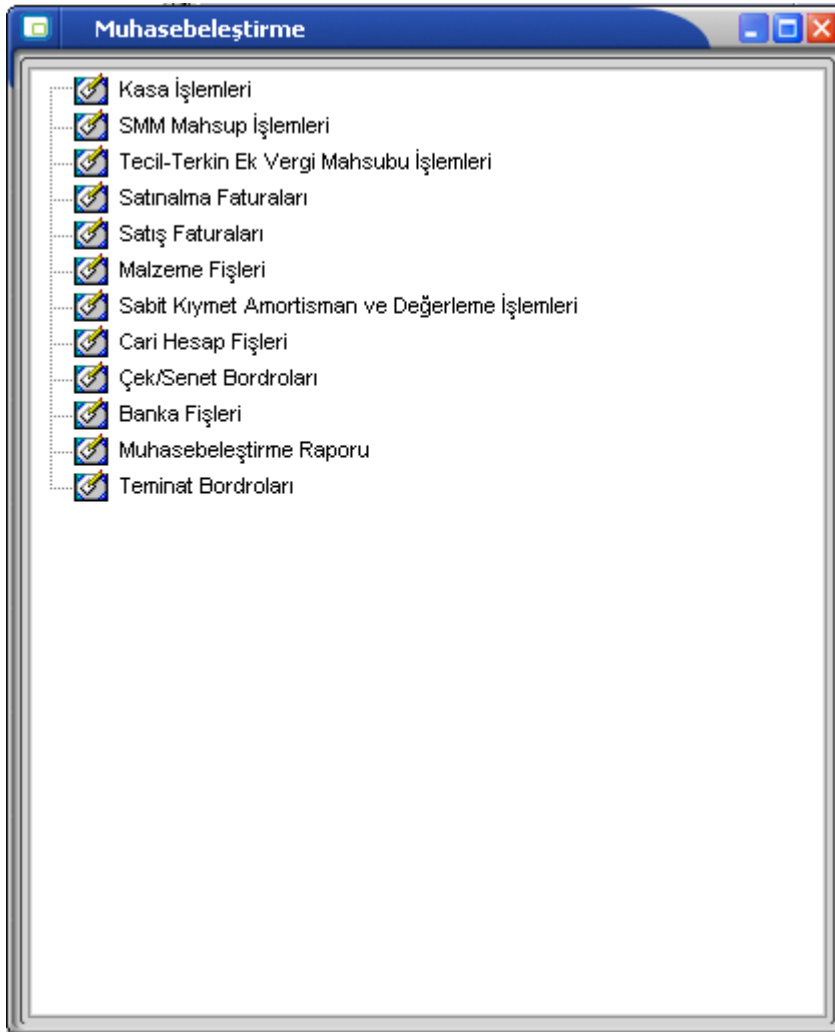 Muhasebeleştirme
Kasa İşlemleri
SMM Mahsup İşlemleri
Tecil-Terkin Ek Vergi Mahsubu İşlemleri
Satınalma Faturaları
Satış Faturaları
Malzeme Fişleri
Sabit Kıymet Amortisman ve Değerleme İşlemleri
Cari Hesap Fişleri
Çek/Senet Bordroları
Banka Fişleri
Muhasebeleştirme Raporu
Teminat Bordroları